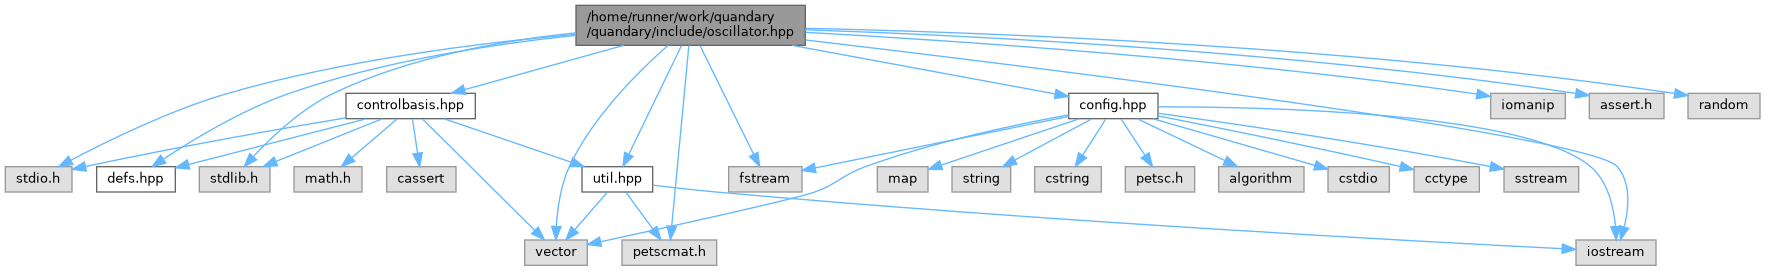 /home/runner/work/quandary
/quandary/include/oscillator.hpp
controlbasis.hpp
config.hpp
iomanip
assert.h
random
stdio.h
defs.hpp
stdlib.h
math.h
cassert
util.hpp
fstream
map
string
cstring
petsc.h
algorithm
cstdio
cctype
sstream
vector
petscmat.h
iostream